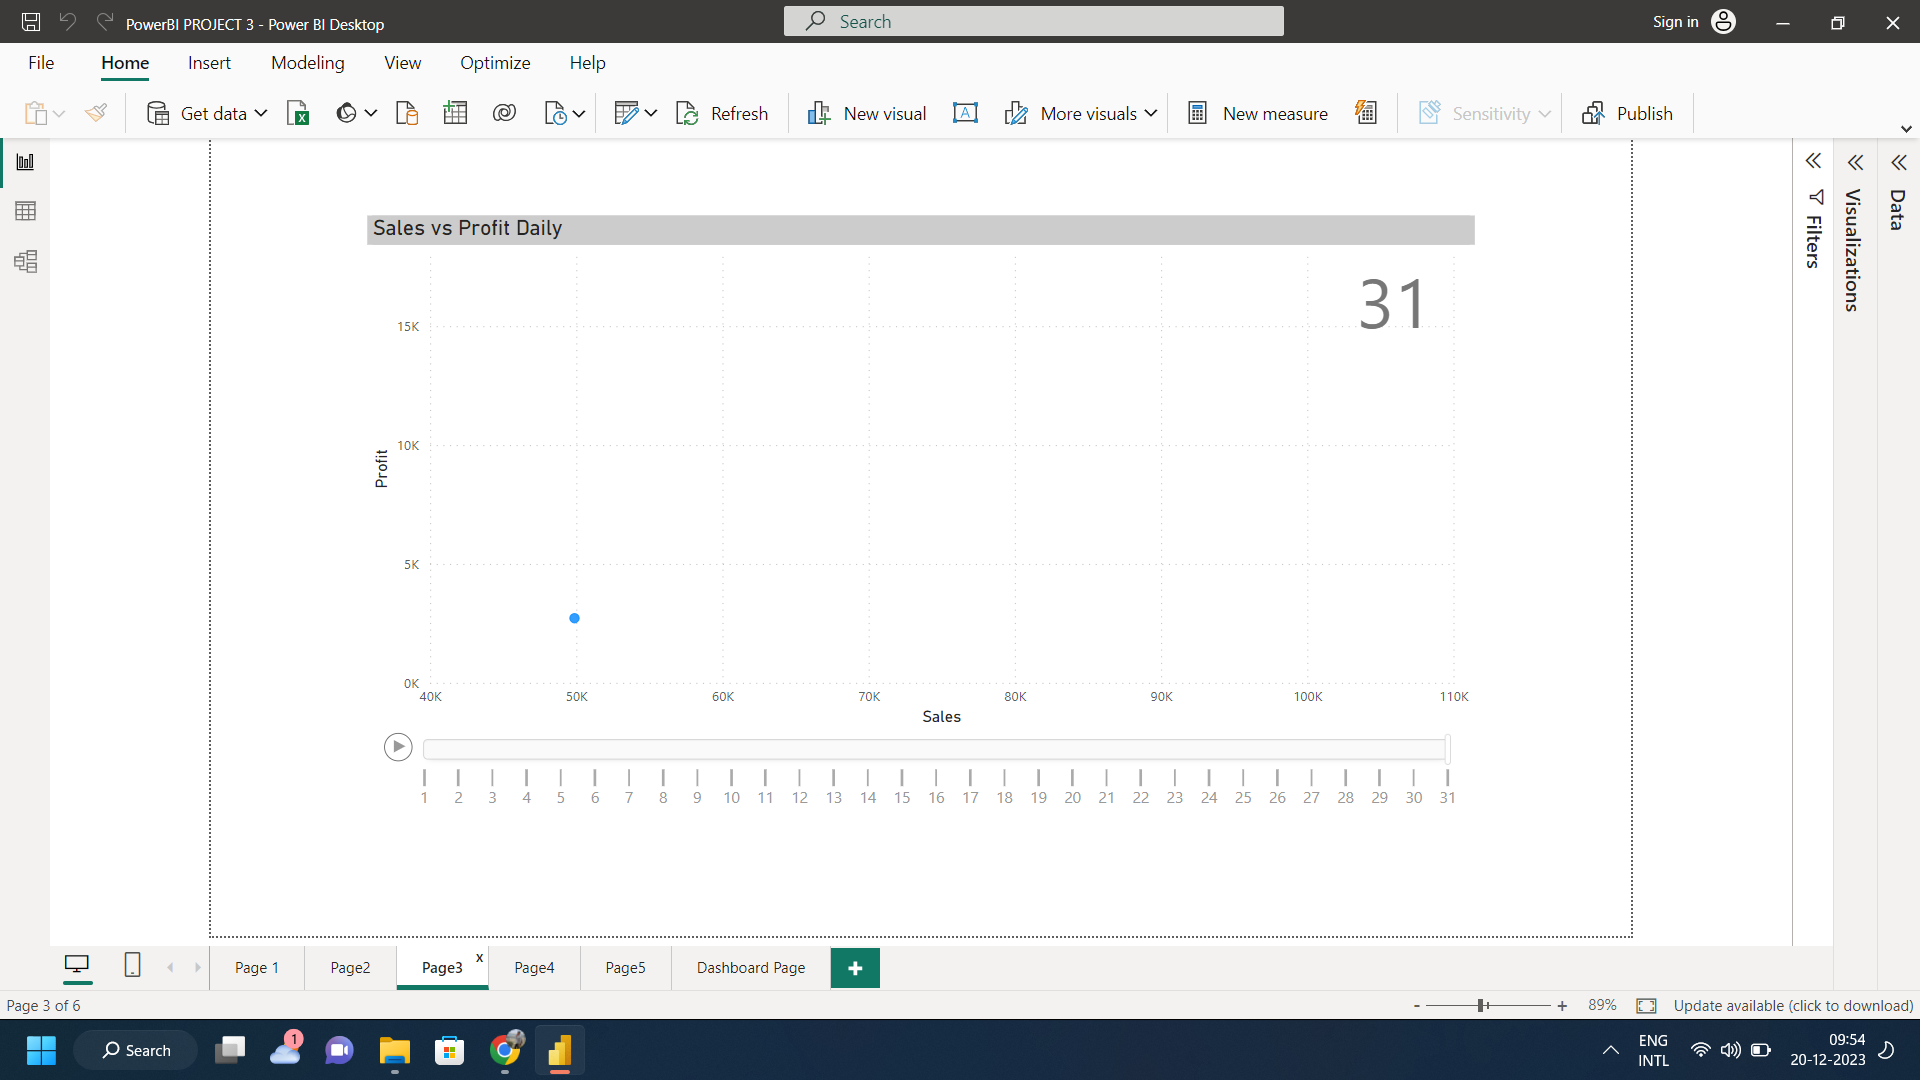 PowerBI PROJECT 3 - Power BI Desktop
Search
Sign in
File Home Insert Modeling View Optimize Help
Get data Refresh New visual More visuals New measure Sensitivity Publish
Filters
Visualizations
Data
Sales vs Profit Daily
31
15K
10K
5K
0K
Profit
40K 50K 60K 70K 80K 90K 100K 110K
Sales
1 2 3 4 5 6 7 8 9 10 11 12 13 14 15 16 17 18 19 20 21 22 23 24 25 26 27 28 29 30 31
Page 1 Page2 Page3 x Page4 Page5 Dashboard Page +
Page 3 of 6
- + 89% Update available (click to download)
Search
1
ENG
INTL
09:54
20-12-2023